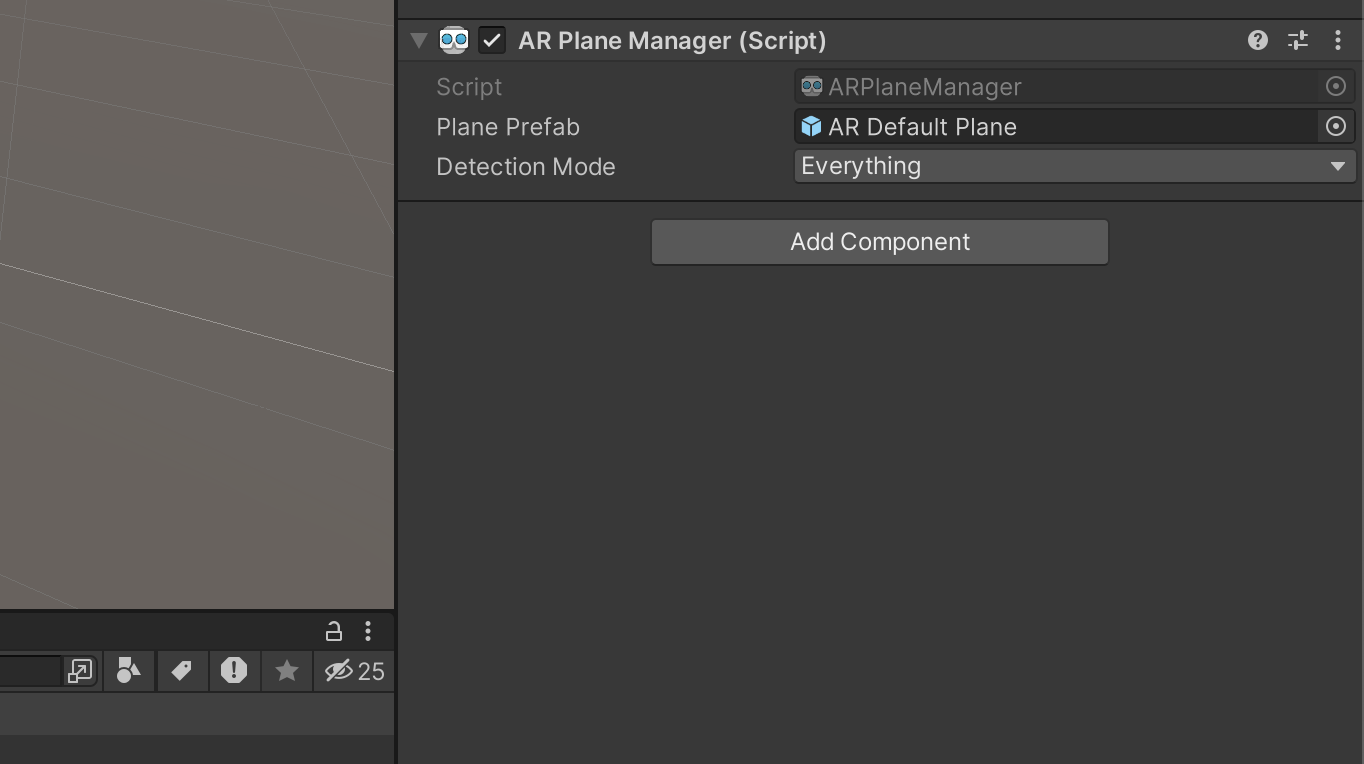 AR Plane Manager (Script)
Script ARPlaneManager
Plane Prefab AR Default Plane
Detection Mode Everything
Add Component
25